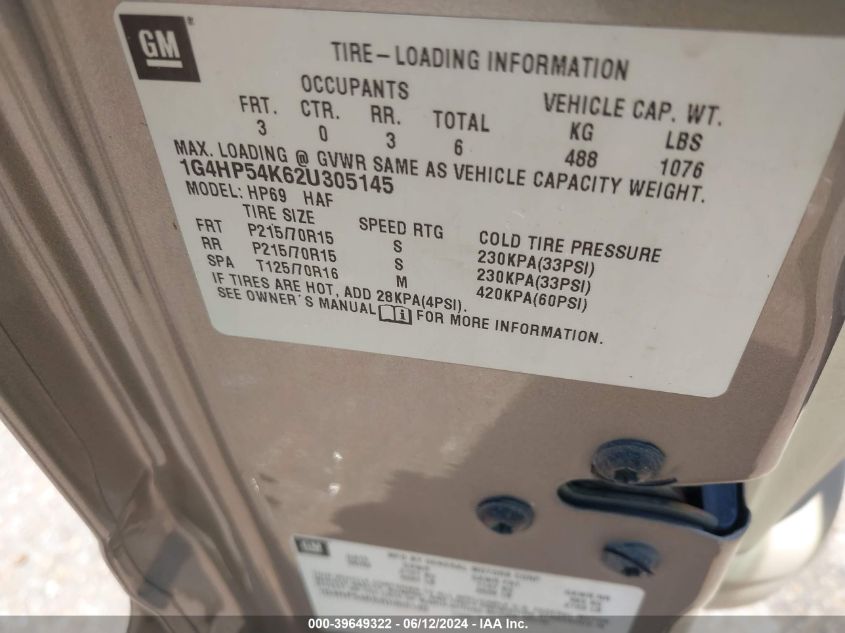 GM
TIRE-LOADING INFORMATION
OCCUPANTS VEHICLE CAP. WT.
FRT. CTR. RR. TOTAL KG LBS
3 0 3 6 488 1076
MAX. LOADING @ GVWR SAME AS VEHICLE CAPACITY WEIGHT.
1G4HP54K62U305145
MODEL: HP69 HAF
TIRE SIZE SPEED RTG COLD TIRE PRESSURE
FRT P215/70R15 S 230KPA(33PSI)
RR P215/70R15 S 230KPA(33PSI)
SPA T125/70R16 M 420KPA(60PSI)
IF TIRES ARE HOT, ADD 28KPA(4PSI).
SEE OWNER'S MANUAL FOR MORE INFORMATION.
GM
000-39649322 - 06/12/2024 - IAAI.com